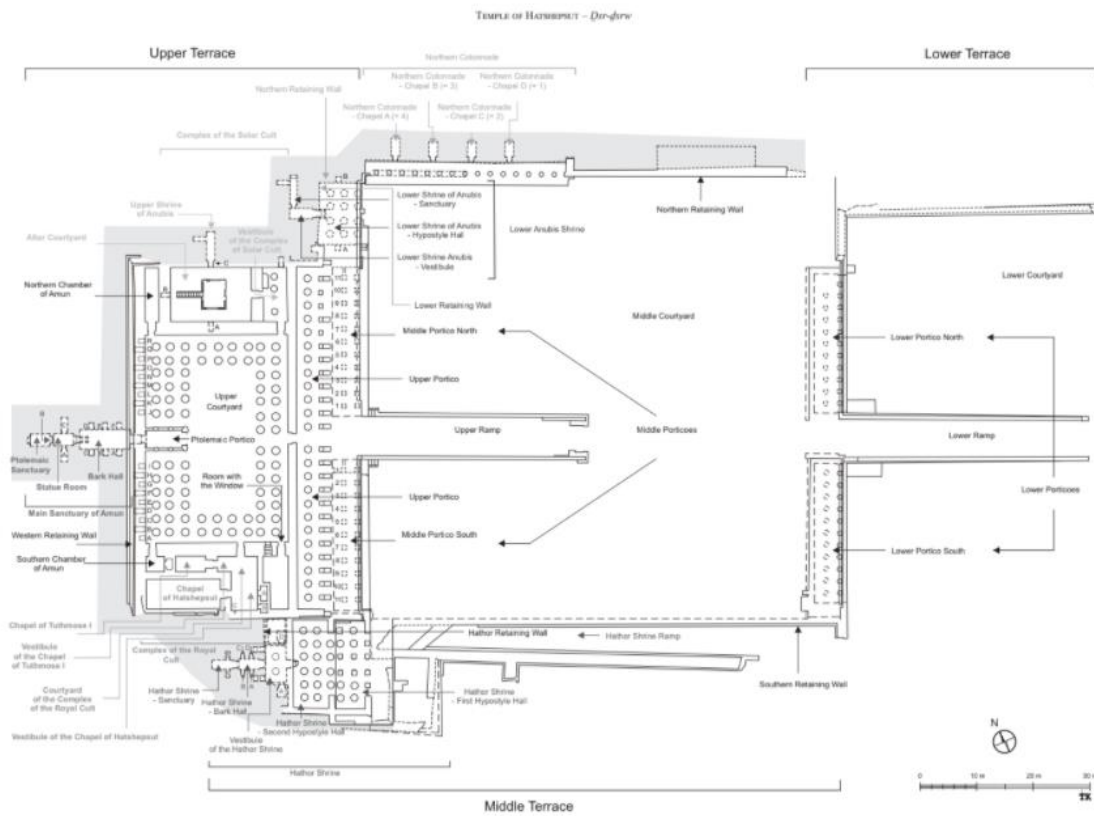 TEMPLE OF HATSHEPSUT – Ḏsr-ḏsrw
Upper Terrace
Lower Terrace
Northern Colonnade
Northern Colonnade
- Chapel B (= 3)
Northern Colonnade
- Chapel D (= 1)
Northern Retaining Wall
Northern Colonnade
- Chapel A (= 4)
Northern Colonnade
- Chapel C (= 2)
Complex of the Solar Cult
Upper Shrine
of Anubis
Altar Courtyard
Vestibule
of the Complex
of Solar Cult
Lower Shrine of Anubis
- Sanctuary
Lower Shrine of Anubis
- Hypostyle Hall
Lower Shrine Anubis
- Vestibule
Lower Anubis Shrine
Northern Retaining Wall
Lower Courtyard
Northern Chamber
of Amun
Lower Retaining Wall
Middle Courtyard
Middle Portico North
Lower Portico North
Upper Portico
Upper
Courtyard
Ptolemaic Portico
Upper Ramp
Middle Porticoes
Lower Ramp
Ptolemaic
Sanctuary
Bark Hall
Statue Room
Room with
the Window
Upper Portico
Lower Porticoes
Main Sanctuary of Amun
Western Retaining Wall
Middle Portico South
Lower Portico South
Southern Chamber
of Amun
Chapel
of Hatshepsut
Chapel of Tuthmose I
Hathor Retaining Wall
Hathor Shrine Ramp
Vestibule
of the Chapel
of Tuthmose I
Complex of the Royal
Cult
Southern Retaining Wall
Courtyard
of the Complex
of the Royal Cult
Hathor Shrine
- Sanctuary
Hathor Shrine
- Bark Hall
Hathor Shrine
- First Hypostyle Hall
Vestibule of the Chapel of Hatshepsut
Vestibule
of the Hathor Shrine
Hathor Shrine
- Second Hypostyle Hall
Hathor Shrine
Middle Terrace
N
0 10 m 20 m 30 m